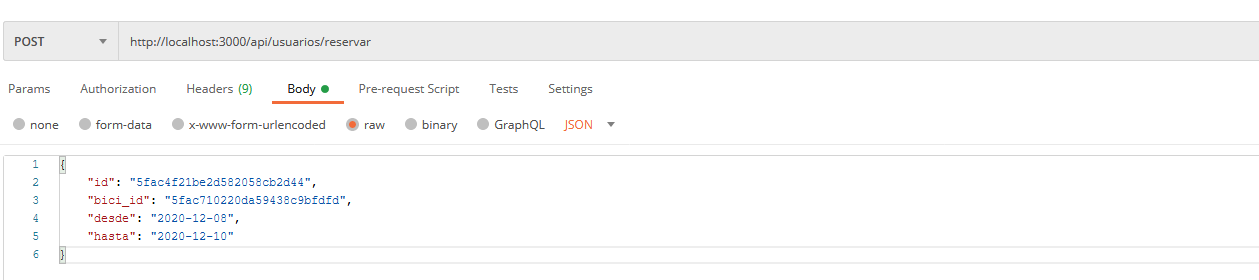 POST http://localhost:3000/api/usuarios/reservar
Params Authorization Headers (9) Body Pre-request Script Tests Settings
none form-data x-www-form-urlencoded raw binary GraphQL JSON
1 {
2 "id": "5fac4f21be2d582058cb2d44",
3 "bici_id": "5fac710220da59438c9bfdfd",
4 "desde": "2020-12-08",
5 "hasta": "2020-12-10"
6 }